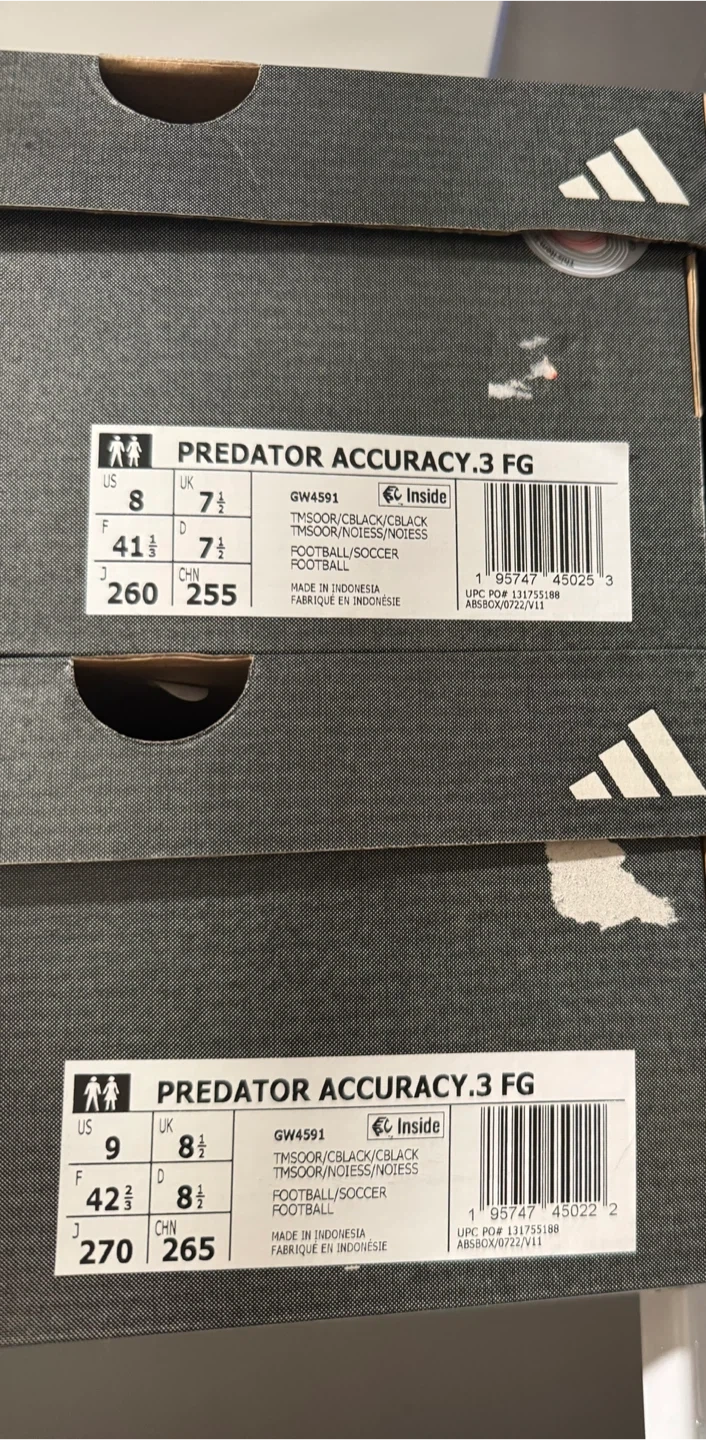 PREDATOR ACCURACY.3 FG
US 8 UK 7½
F 41⅓ D 7½
J 260 CHN 255
GW4591 Inside
TMSOOR/CBLACK/CBLACK
TMSOOR/NOIESS/NOIESS
FOOTBALL/SOCCER
FOOTBALL
MADE IN INDONESIA
FABRIQUÉ EN INDONÉSIE
1 95747 45025 3
UPC PO# 131755188
ABSBOX/0722/V11
PREDATOR ACCURACY.3 FG
US 9 UK 8½
F 42⅔ D 8½
J 270 CHN 265
GW4591 Inside
TMSOOR/CBLACK/CBLACK
TMSOOR/NOIESS/NOIESS
FOOTBALL/SOCCER
FOOTBALL
MADE IN INDONESIA
FABRIQUÉ EN INDONÉSIE
1 95747 45022 2
UPC PO# 131755188
ABSBOX/0722/V11